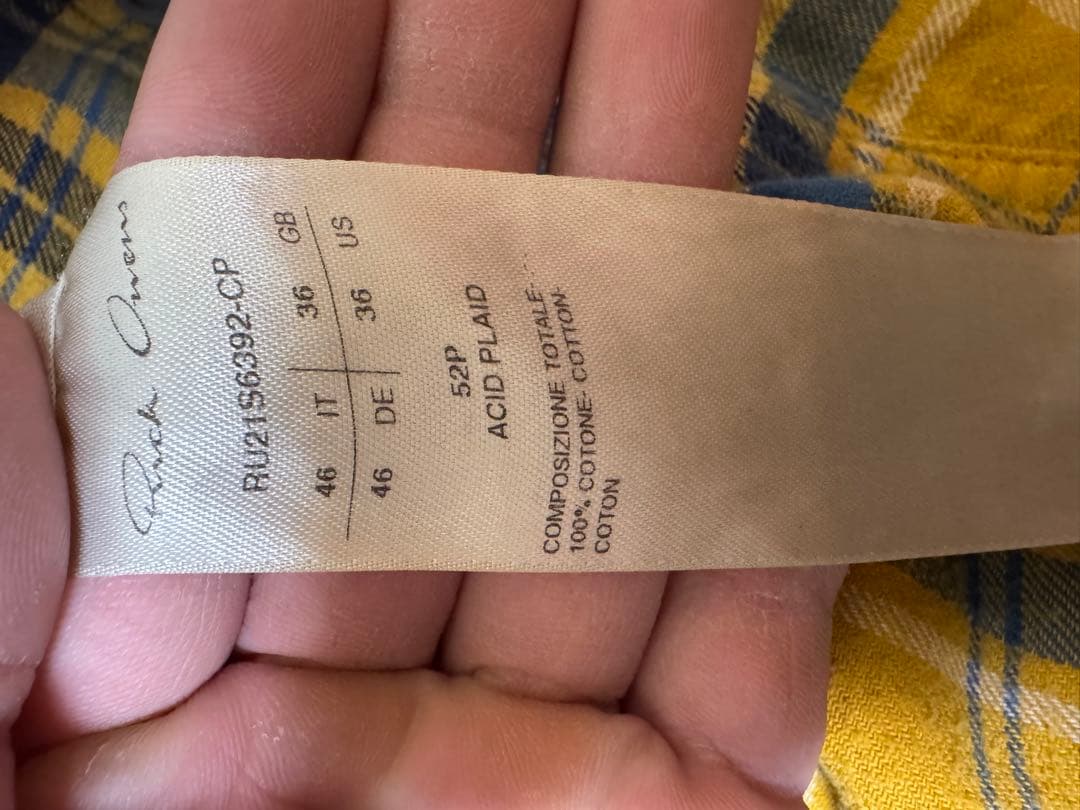 Rick Owens
RU21S6392-CP
46 IT 36 GB
46 DE 36 US
52P
ACID PLAID
COMPOSIZIONE TOTALE-
100% COTONE- COTTON-
COTON